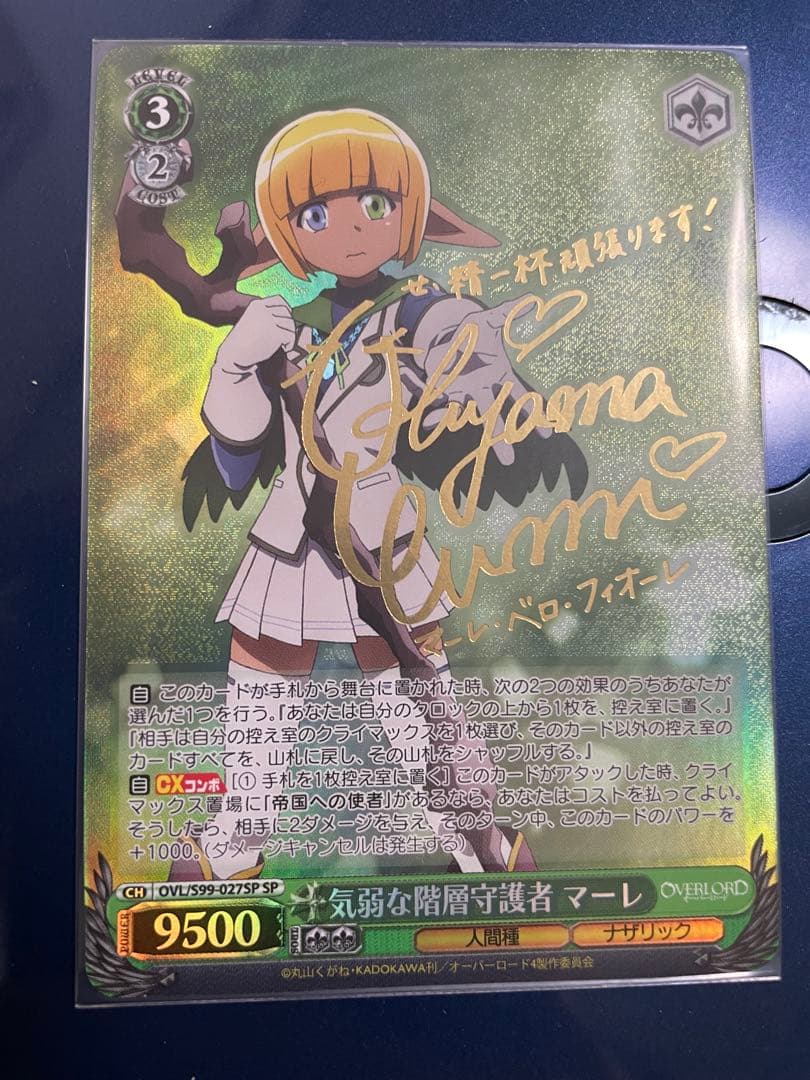 LEVEL
3
2
COST
せ、精一杯頑張ります!
Uchiyama
Yumi
マーレ・ベロ・フィオーレ
自 このカードが手札から舞台に置かれた時、次の2つの効果のうちあなたが
選んだ1つを行う。『あなたは自分のクロックの上から1枚を、控え室に置く。』
『相手は自分の控え室のクライマックスを1枚選び、そのカード以外の控え室の
カードすべてを、山札に戻し、その山札をシャッフルする。』
自 CXコンボ [① 手札を1枚控え室に置く] このカードがアタックした時、クライ
マックス置場に「帝国への使者」があるなら、あなたはコストを払ってよい。
そうしたら、相手に2ダメージを与え、そのターン中、このカードのパワーを
+1000。(ダメージキャンセルは発生する)
CH OVL/S99-027SP SP
気弱な階層守護者 マーレ
OVERLORD
オーバーロード
POWER
9500
SOUL
人間種
ナザリック
©丸山くがね・KADOKAWA刊/オーバーロード4製作委員会